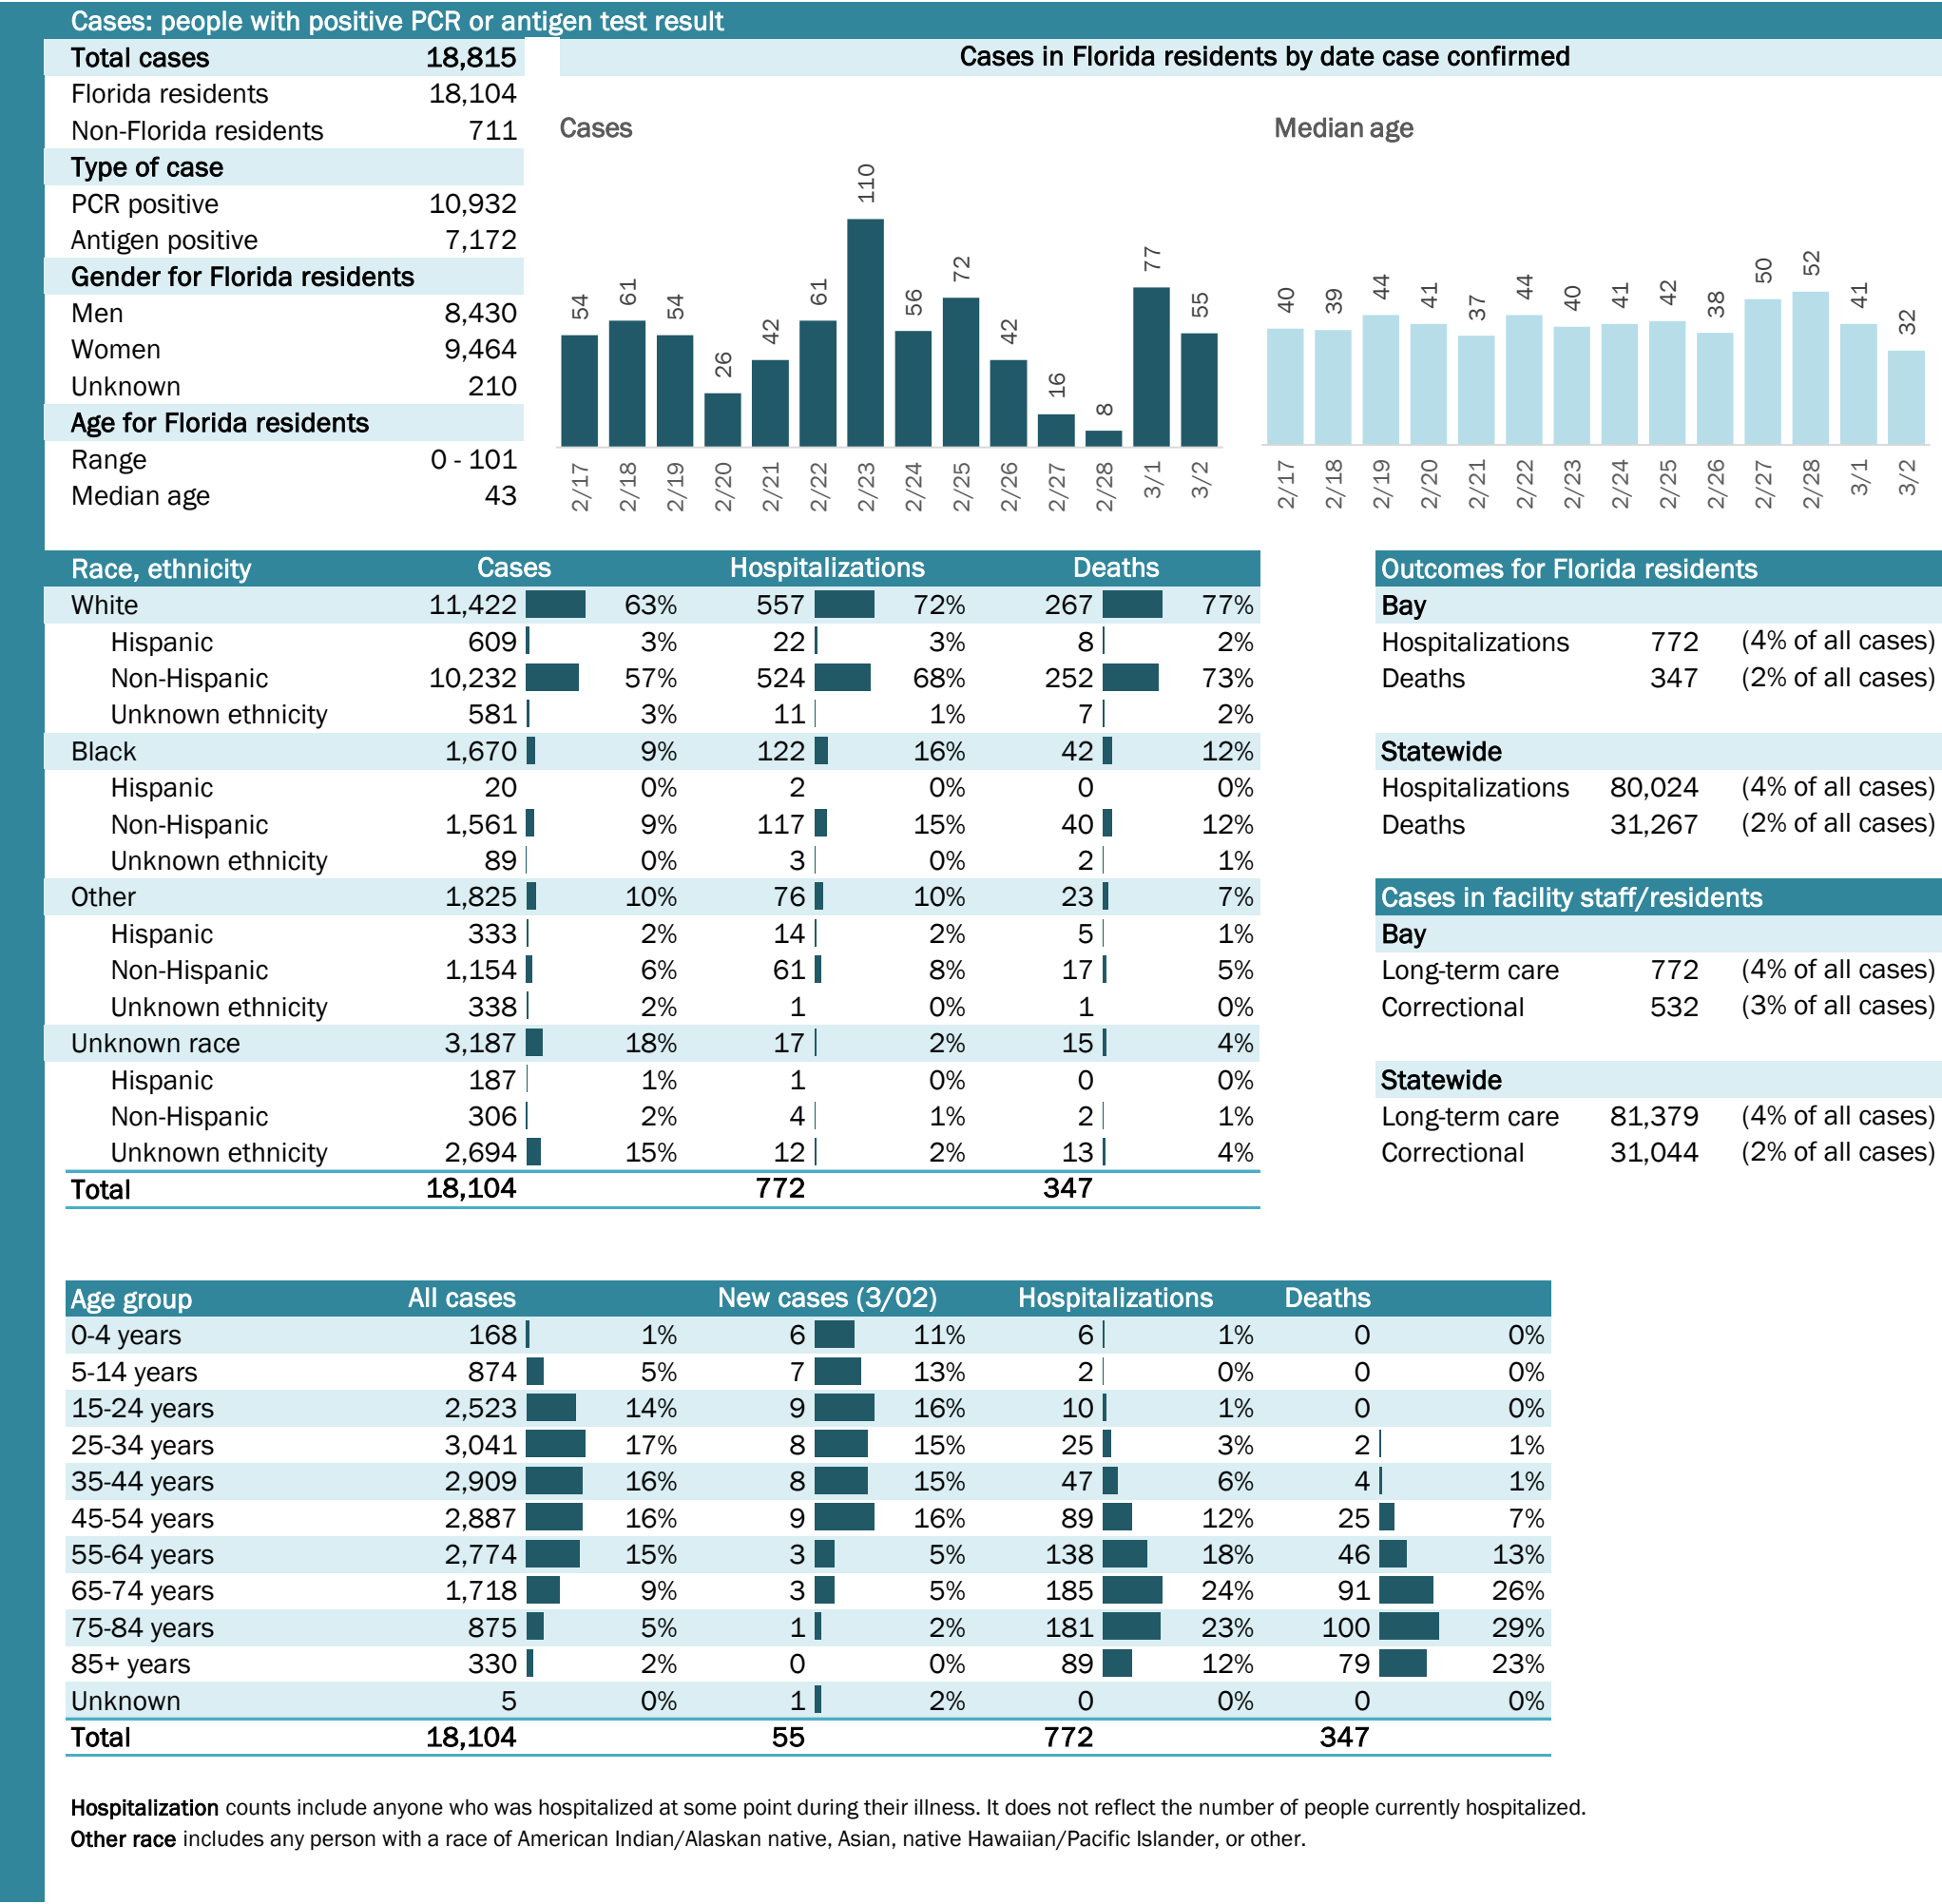 Cases: people with positive PCR or antigen test result
Total cases 18,815
Florida residents 18,104
Non-Florida residents 711
Type of case
PCR positive 10,932
Antigen positive 7,172
Gender for Florida residents
Men 8,430
Women 9,464
Unknown 210
Age for Florida residents
Range 0 - 101
Median age 43
Cases in Florida residents by date case confirmed
Cases
54 61 54 26 42 61 110 56 72 42 16 8 77 55
2/17 2/18 2/19 2/20 2/21 2/22 2/23 2/24 2/25 2/26 2/27 2/28 3/1 3/2
Median age
40 39 44 41 37 44 40 41 42 38 50 52 41 32
2/17 2/18 2/19 2/20 2/21 2/22 2/23 2/24 2/25 2/26 2/27 2/28 3/1 3/2
Race, ethnicity Cases Hospitalizations Deaths
White 11,422 63% 557 72% 267 77%
Hispanic 609 3% 22 3% 8 2%
Non-Hispanic 10,232 57% 524 68% 252 73%
Unknown ethnicity 581 3% 11 1% 7 2%
Black 1,670 9% 122 16% 42 12%
Hispanic 20 0% 2 0% 0 0%
Non-Hispanic 1,561 9% 117 15% 40 12%
Unknown ethnicity 89 0% 3 0% 2 1%
Other 1,825 10% 76 10% 23 7%
Hispanic 333 2% 14 2% 5 1%
Non-Hispanic 1,154 6% 61 8% 17 5%
Unknown ethnicity 338 2% 1 0% 1 0%
Unknown race 3,187 18% 17 2% 15 4%
Hispanic 187 1% 1 0% 0 0%
Non-Hispanic 306 2% 4 1% 2 1%
Unknown ethnicity 2,694 15% 12 2% 13 4%
Total 18,104 772 347
Outcomes for Florida residents
Bay
Hospitalizations 772 (4% of all cases)
Deaths 347 (2% of all cases)
Statewide
Hospitalizations 80,024 (4% of all cases)
Deaths 31,267 (2% of all cases)
Cases in facility staff/residents
Bay
Long-term care 772 (4% of all cases)
Correctional 532 (3% of all cases)
Statewide
Long-term care 81,379 (4% of all cases)
Correctional 31,044 (2% of all cases)
Age group All cases New cases (3/02) Hospitalizations Deaths
0-4 years 168 1% 6 11% 6 1% 0 0%
5-14 years 874 5% 7 13% 2 0% 0 0%
15-24 years 2,523 14% 9 16% 10 1% 0 0%
25-34 years 3,041 17% 8 15% 25 3% 2 1%
35-44 years 2,909 16% 8 15% 47 6% 4 1%
45-54 years 2,887 16% 9 16% 89 12% 25 7%
55-64 years 2,774 15% 3 5% 138 18% 46 13%
65-74 years 1,718 9% 3 5% 185 24% 91 26%
75-84 years 875 5% 1 2% 181 23% 100 29%
85+ years 330 2% 0 0% 89 12% 79 23%
Unknown 5 0% 1 2% 0 0% 0 0%
Total 18,104 55 772 347
Hospitalization counts include anyone who was hospitalized at some point during their illness. It does not reflect the number of people currently hospitalized.
Other race includes any person with a race of American Indian/Alaskan native, Asian, native Hawaiian/Pacific Islander, or other.